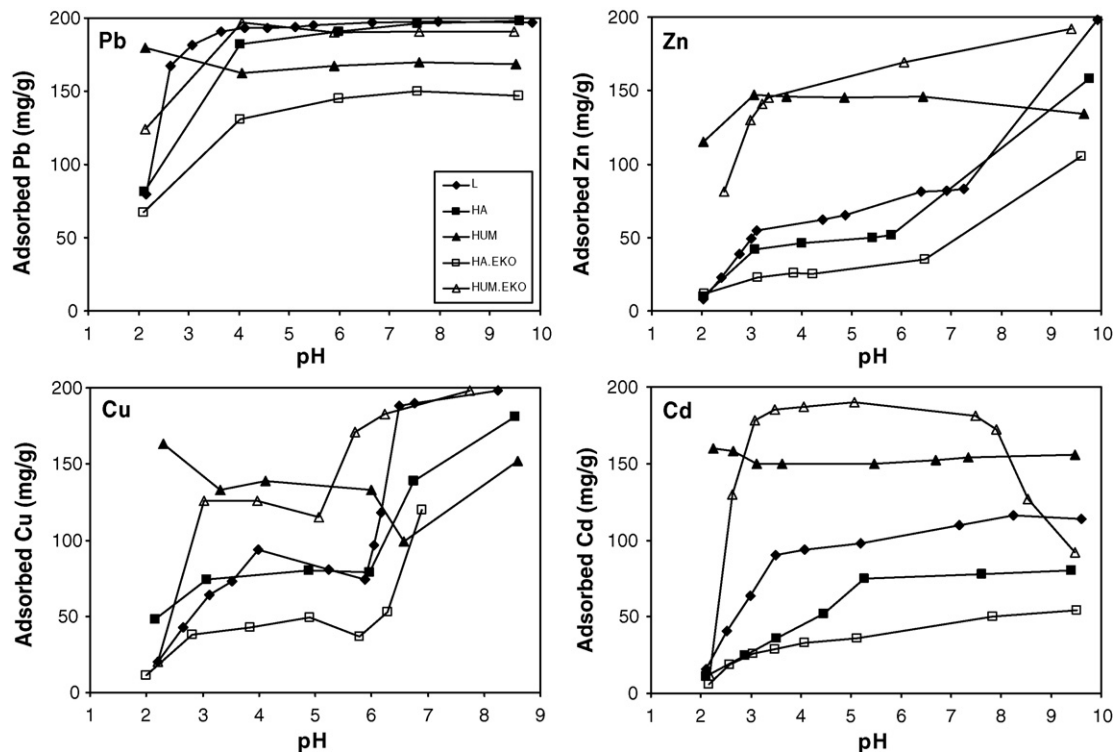 Pb
Adsorbed Pb (mg/g)
200
150
100
50
0
1 2 3 4 5 6 7 8 9 10
pH
L
HA
HUM
HA.EKO
HUM.EKO
Zn
Adsorbed Zn (mg/g)
200
150
100
50
0
1 2 3 4 5 6 7 8 9 10
pH
Cu
Adsorbed Cu (mg/g)
200
150
100
50
0
1 2 3 4 5 6 7 8 9
pH
Cd
Adsorbed Cd (mg/g)
200
150
100
50
0
1 2 3 4 5 6 7 8 9 10
pH